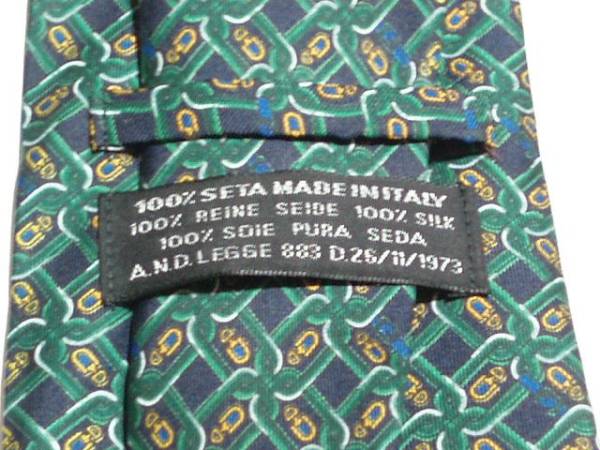 100% SETA MADE IN ITALY
100% REINE SEIDE 100% SILK
100% SOIE PURA SEDA
A.N.D. LEGGE 883 D.26/11/1973